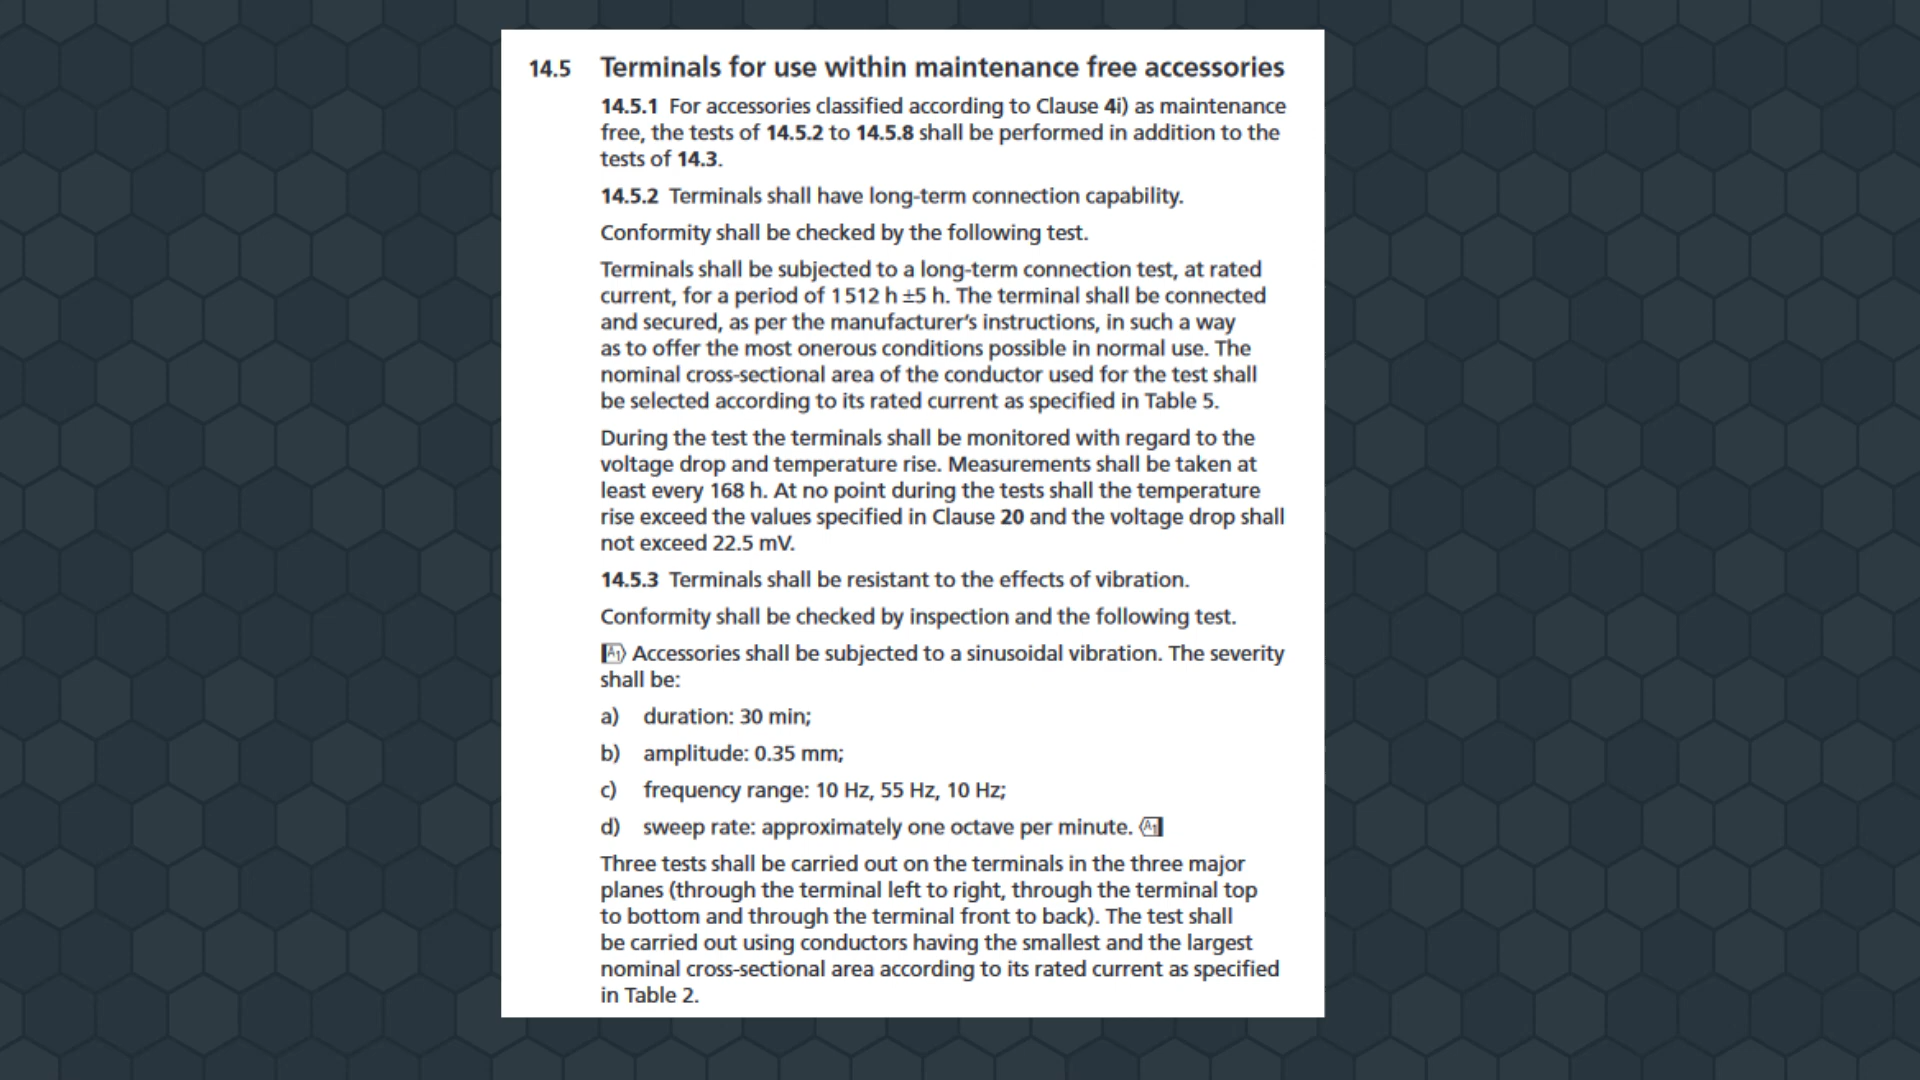 14.5 Terminals for use within maintenance free accessories
14.5.1 For accessories classified according to Clause 4i) as maintenance
free, the tests of 14.5.2 to 14.5.8 shall be performed in addition to the
tests of 14.3.
14.5.2 Terminals shall have long-term connection capability.
Conformity shall be checked by the following test.
Terminals shall be subjected to a long-term connection test, at rated
current, for a period of 1 512 h ±5 h. The terminal shall be connected
and secured, as per the manufacturer's instructions, in such a way
as to offer the most onerous conditions possible in normal use. The
nominal cross-sectional area of the conductor used for the test shall
be selected according to its rated current as specified in Table 5.
During the test the terminals shall be monitored with regard to the
voltage drop and temperature rise. Measurements shall be taken at
least every 168 h. At no point during the tests shall the temperature
rise exceed the values specified in Clause 20 and the voltage drop shall
not exceed 22.5 mV.
14.5.3 Terminals shall be resistant to the effects of vibration.
Conformity shall be checked by inspection and the following test.
A1 Accessories shall be subjected to a sinusoidal vibration. The severity
shall be:
a) duration: 30 min;
b) amplitude: 0.35 mm;
c) frequency range: 10 Hz, 55 Hz, 10 Hz;
d) sweep rate: approximately one octave per minute. A1
Three tests shall be carried out on the terminals in the three major
planes (through the terminal left to right, through the terminal top
to bottom and through the terminal front to back). The test shall
be carried out using conductors having the smallest and the largest
nominal cross-sectional area according to its rated current as specified
in Table 2.